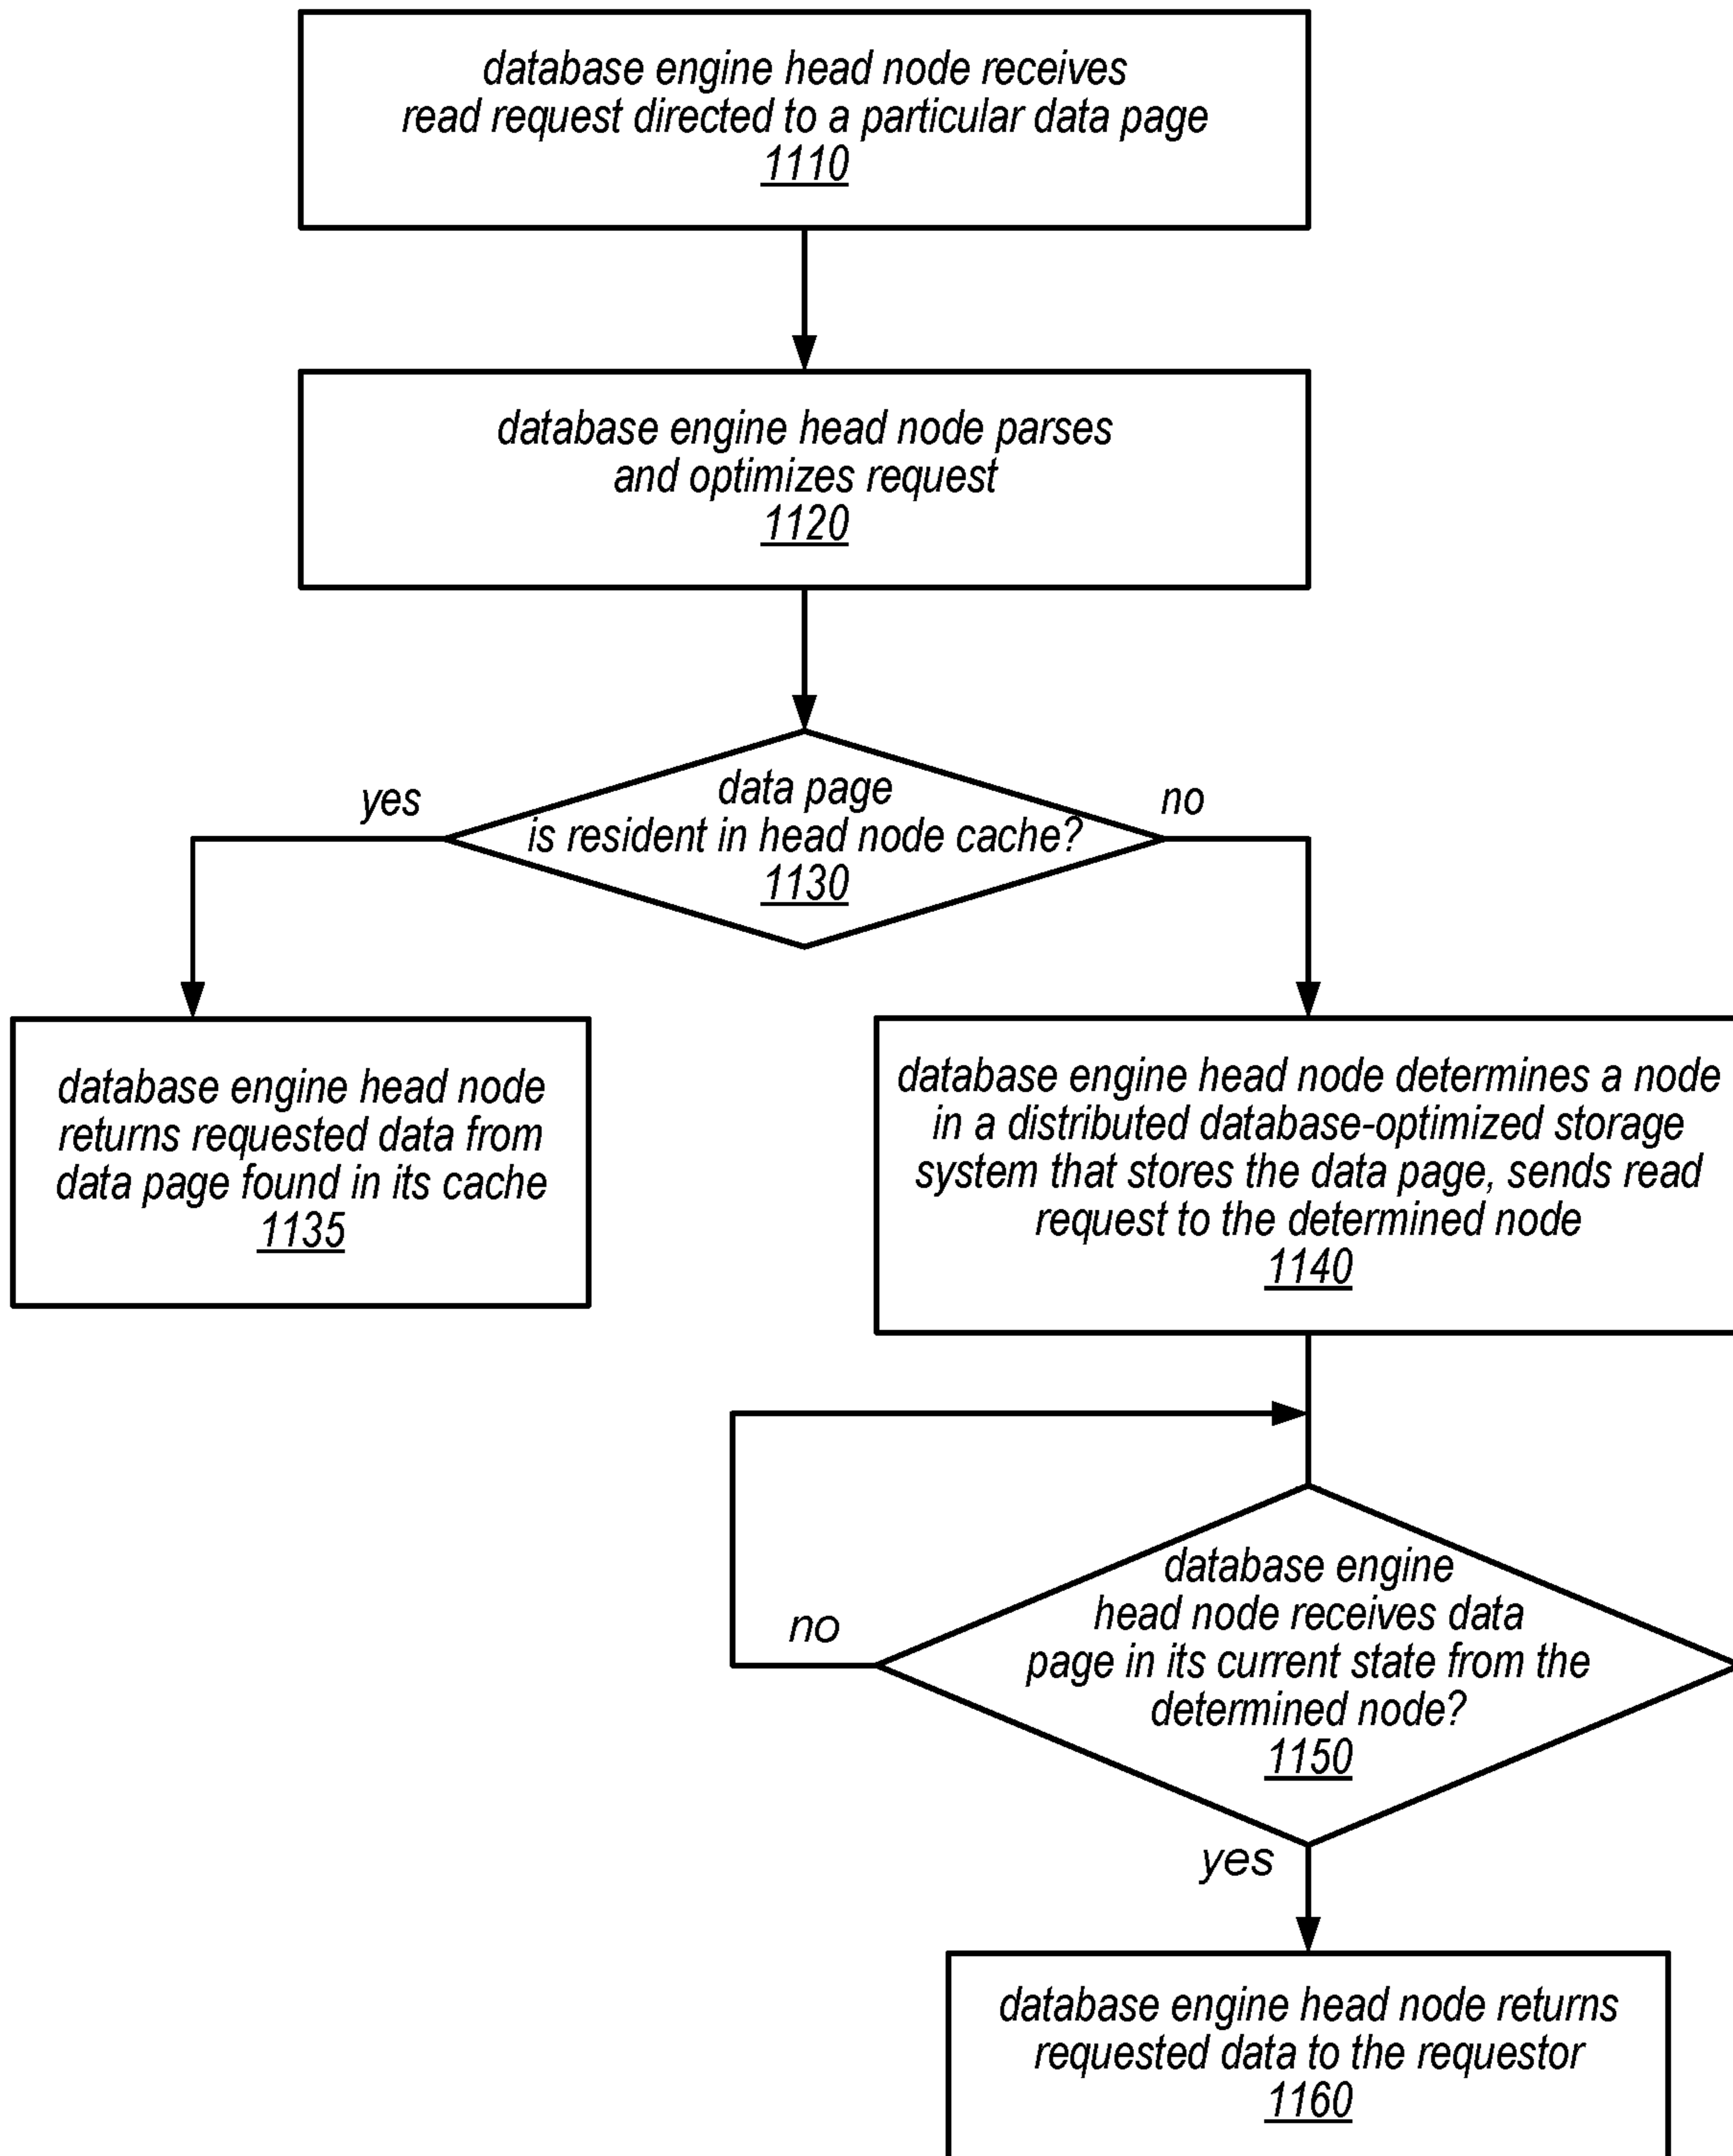 database engine head node receives
read request directed to a particular data page
1110
database engine head node parses
and optimizes request
1120
data page
is resident in head node cache?
1130
yes
no
database engine head node
returns requested data from
data page found in its cache
1135
database engine head node determines a node
in a distributed database-optimized storage
system that stores the data page, sends read
request to the determined node
1140
database engine
head node receives data
page in its current state from the
determined node?
1150
no
yes
database engine head node returns
requested data to the requestor
1160